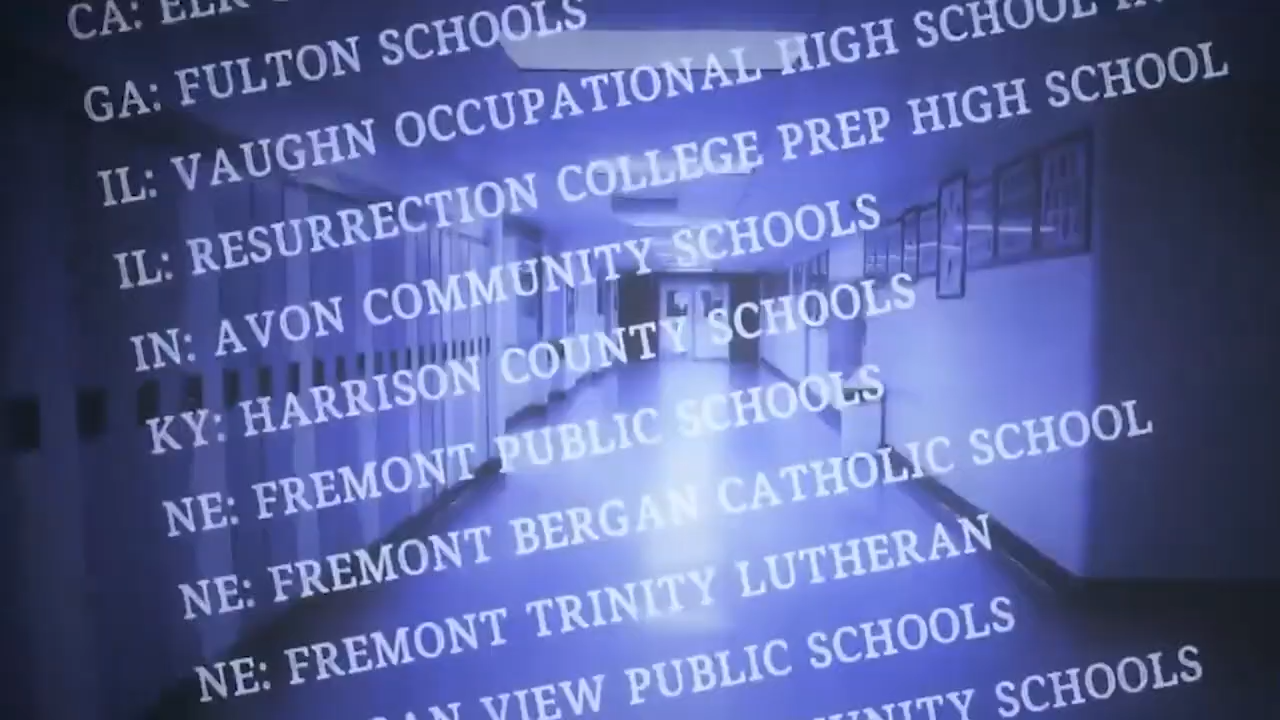 CA: ELK
GA: FULTON SCHOOLS
IL: VAUGHN OCCUPATIONAL HIGH SCHOOL
IL: RESURRECTION COLLEGE PREP HIGH SCHOOL
IN: AVON COMMUNITY SCHOOLS
KY: HARRISON COUNTY SCHOOLS
NE: FREMONT PUBLIC SCHOOLS
NE: FREMONT BERGAN CATHOLIC SCHOOL
NE: FREMONT TRINITY LUTHERAN
VIEW PUBLIC SCHOOLS
SCHOOLS